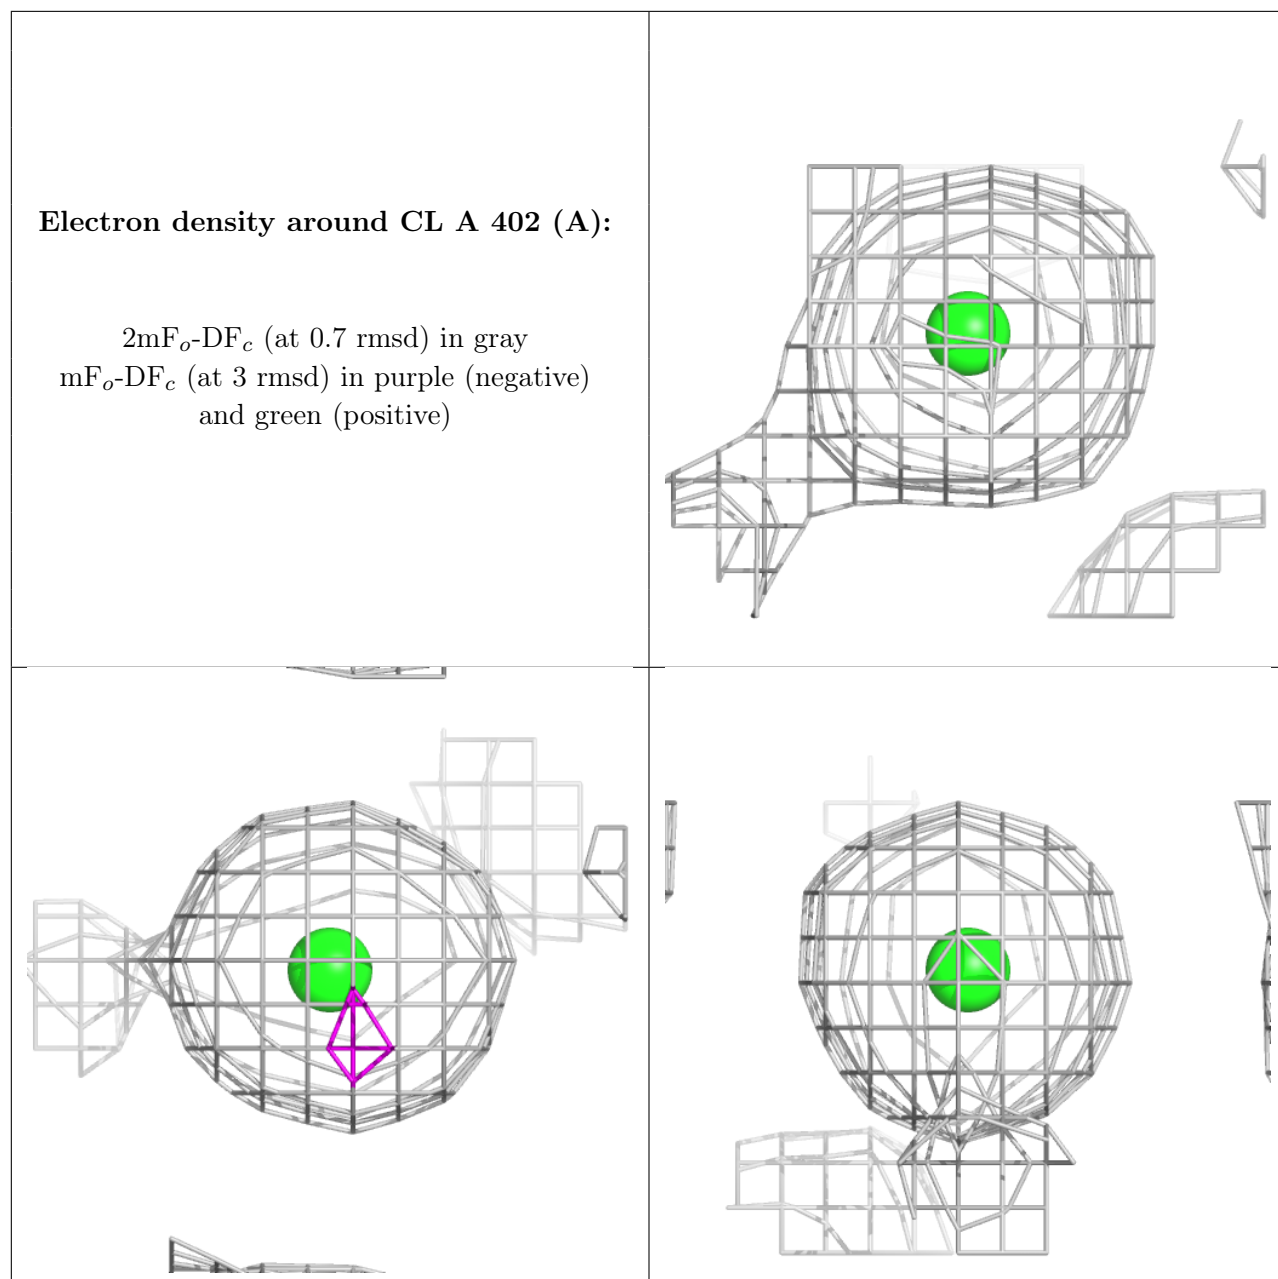 Electron density around CL A 402 (A):
2mFₒ-DF𝒸 (at 0.7 rmsd) in gray
mFₒ-DF𝒸 (at 3 rmsd) in purple (negative)
and green (positive)